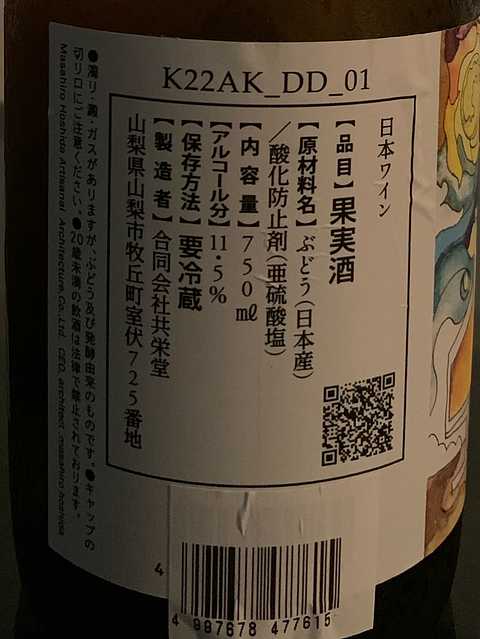 K22AK_DD_01
日本ワイン
【品目】果実酒
【原材料名】ぶどう(日本産)
／酸化防止剤(亜硫酸塩)
【内容量】750㎖
【アルコール分】11.5%
【保存方法】要冷蔵
【製造者】合同会社共栄堂
山梨県山梨市牧丘町室伏725番地
●濁り・澱・ガスがありますが、ぶどう及び発酵由来のものです。●キャップの
切り口にご注意ください。●20歳未満の飲酒は法律で禁止されております。
Masahiro Hoshida Artisanal Architecture.Co.,Ltd. CEO, architect, masahiro hoshida
4
4 997678 477615